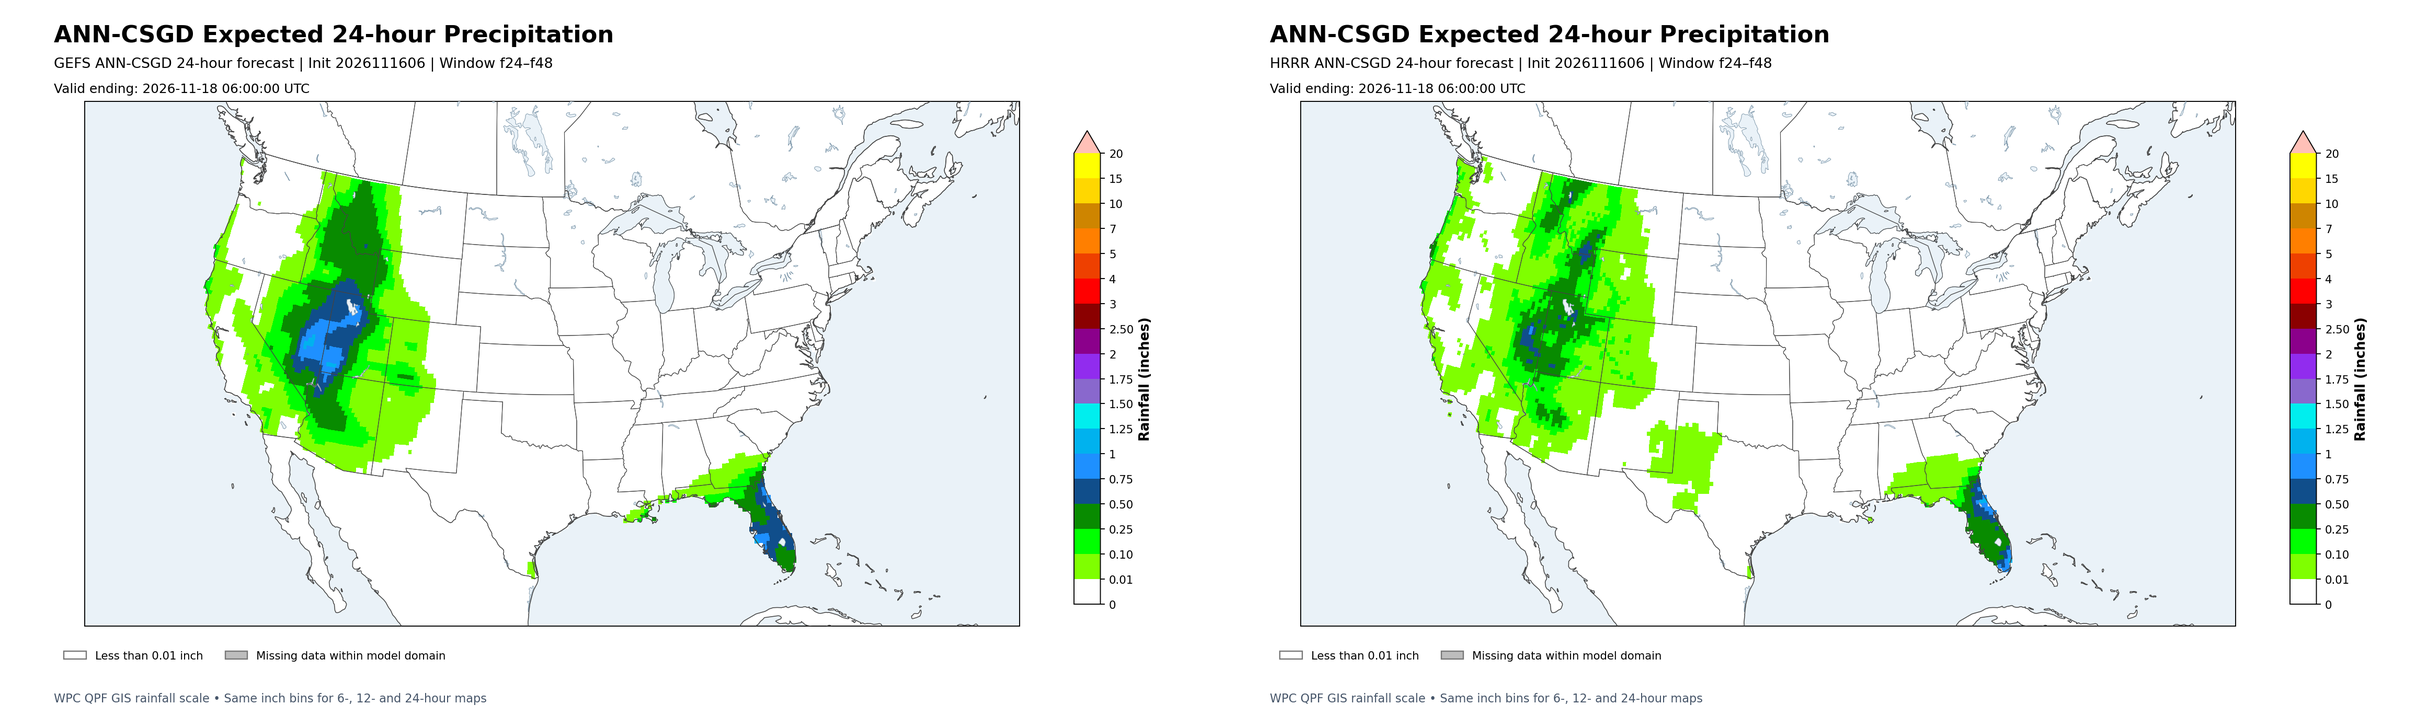 ANN-CSGD Expected 24-hour Precipitation
GEFS ANN-CSGD 24-hour forecast | Init 2026111606 | Window f24–f48
Valid ending: 2026-11-18 06:00:00 UTC
20
15
10
7
5
4
3
2.50
2
1.75
1.50
1.25
1
0.75
0.50
0.25
0.10
0.01
0
Rainfall (inches)
Less than 0.01 inch
Missing data within model domain
WPC QPF GIS rainfall scale • Same inch bins for 6-, 12- and 24-hour maps
ANN-CSGD Expected 24-hour Precipitation
HRRR ANN-CSGD 24-hour forecast | Init 2026111606 | Window f24–f48
Valid ending: 2026-11-18 06:00:00 UTC
20
15
10
7
5
4
3
2.50
2
1.75
1.50
1.25
1
0.75
0.50
0.25
0.10
0.01
0
Rainfall (inches)
Less than 0.01 inch
Missing data within model domain
WPC QPF GIS rainfall scale • Same inch bins for 6-, 12- and 24-hour maps